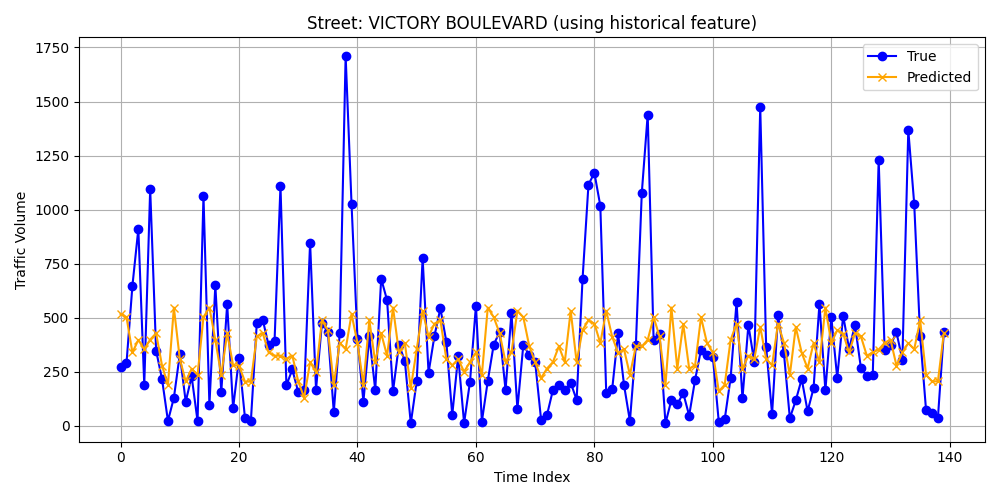 Street: VICTORY BOULEVARD (using historical feature)
True
Predicted
1750
1500
1250
1000
750
500
250
0
Traffic Volume
0 20 40 60 80 100 120 140
Time Index